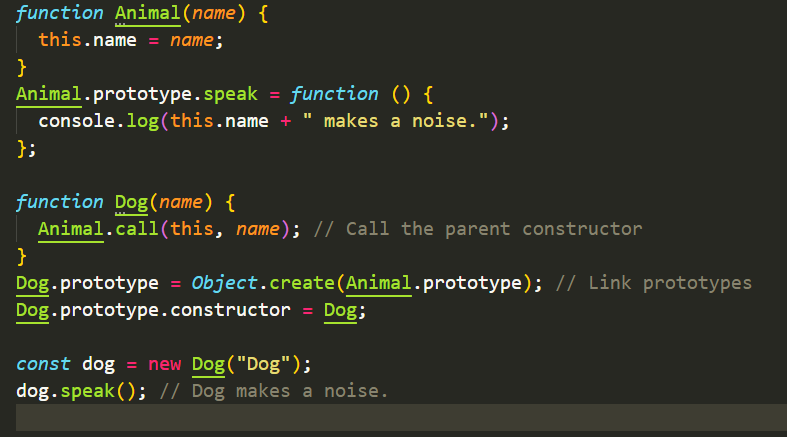 function Animal(name) {
  this.name = name;
}
Animal.prototype.speak = function () {
  console.log(this.name + " makes a noise.");
};

function Dog(name) {
  Animal.call(this, name); // Call the parent constructor
}
Dog.prototype = Object.create(Animal.prototype); // Link prototypes
Dog.prototype.constructor = Dog;

const dog = new Dog("Dog");
dog.speak(); // Dog makes a noise.